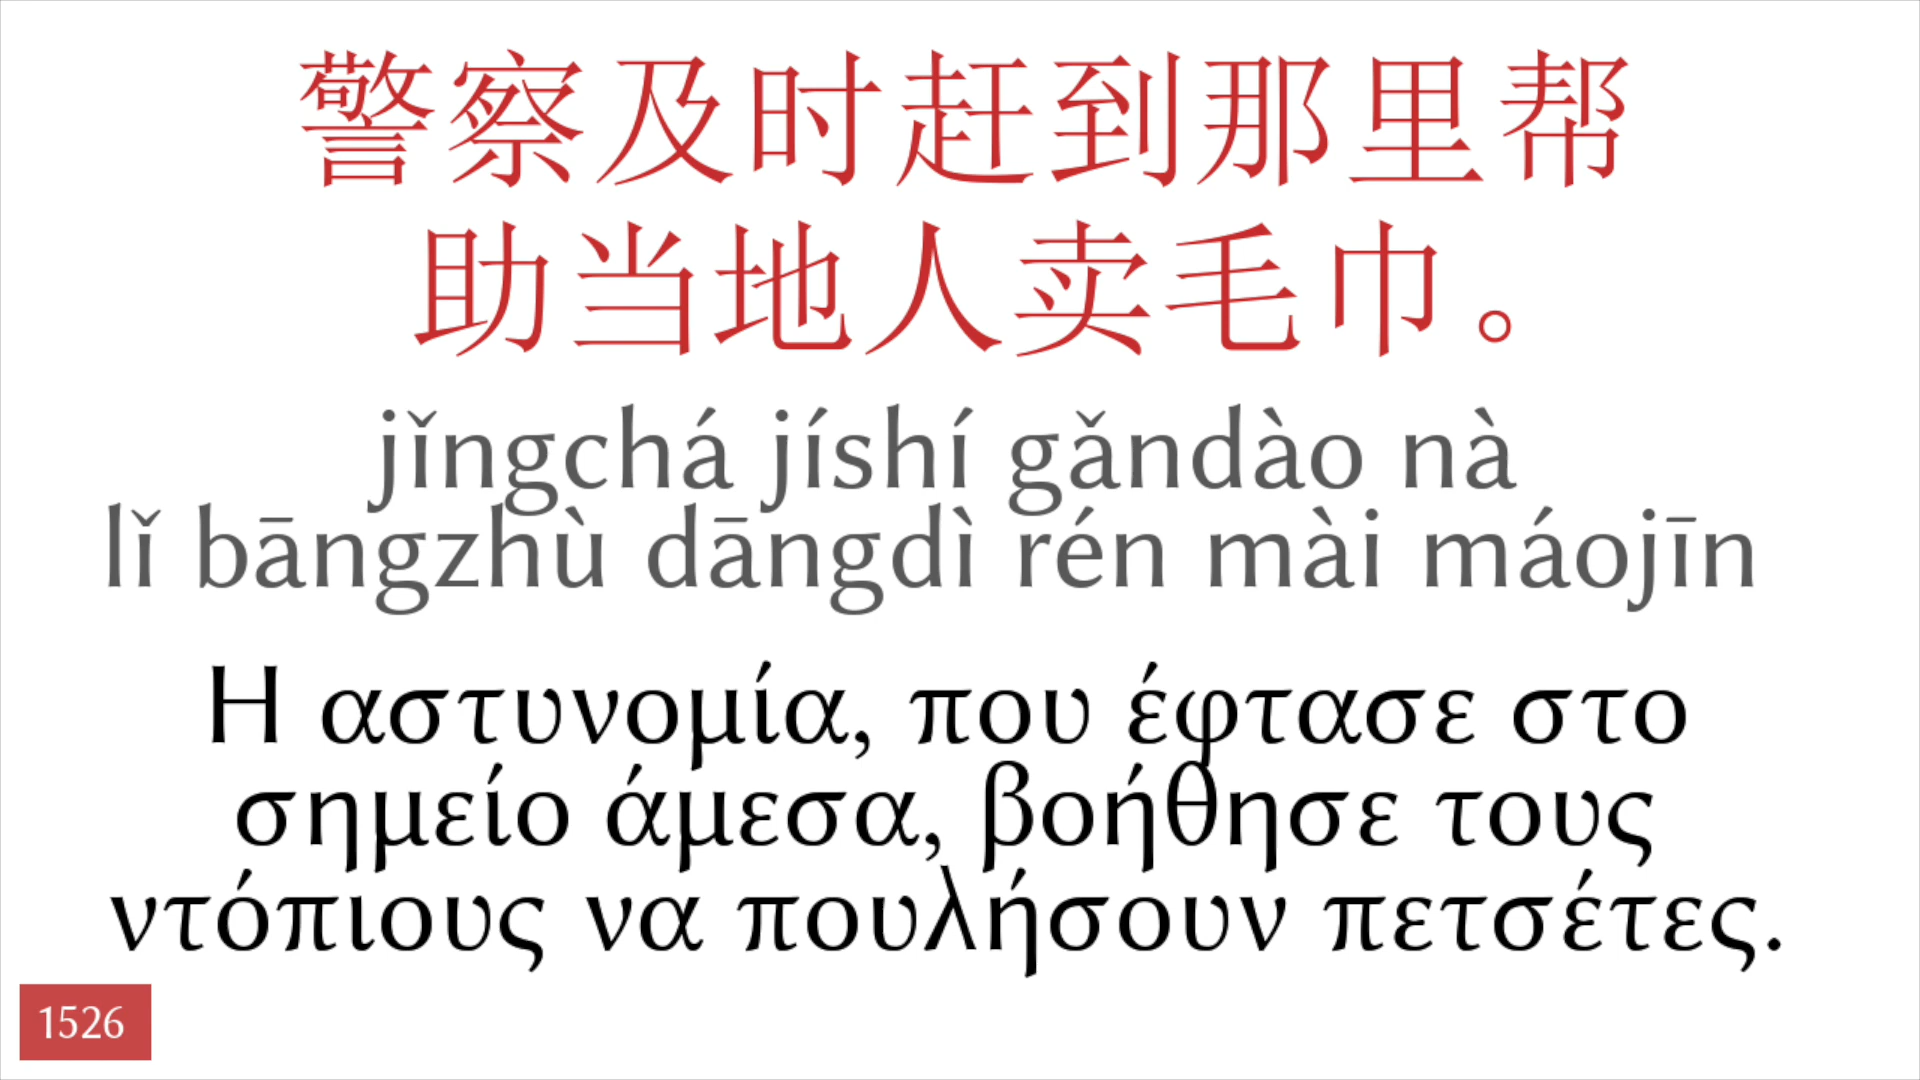 警察及时赶到那里帮
助当地人卖毛巾。
jǐngchá jíshí gǎndào nà
lǐ bāngzhù dāngdì rén mài máojīn
Η αστυνομία, που έφτασε στο
σημείο άμεσα, βοήθησε τους
ντόπιους να πουλήσουν πετσέτες.
1526